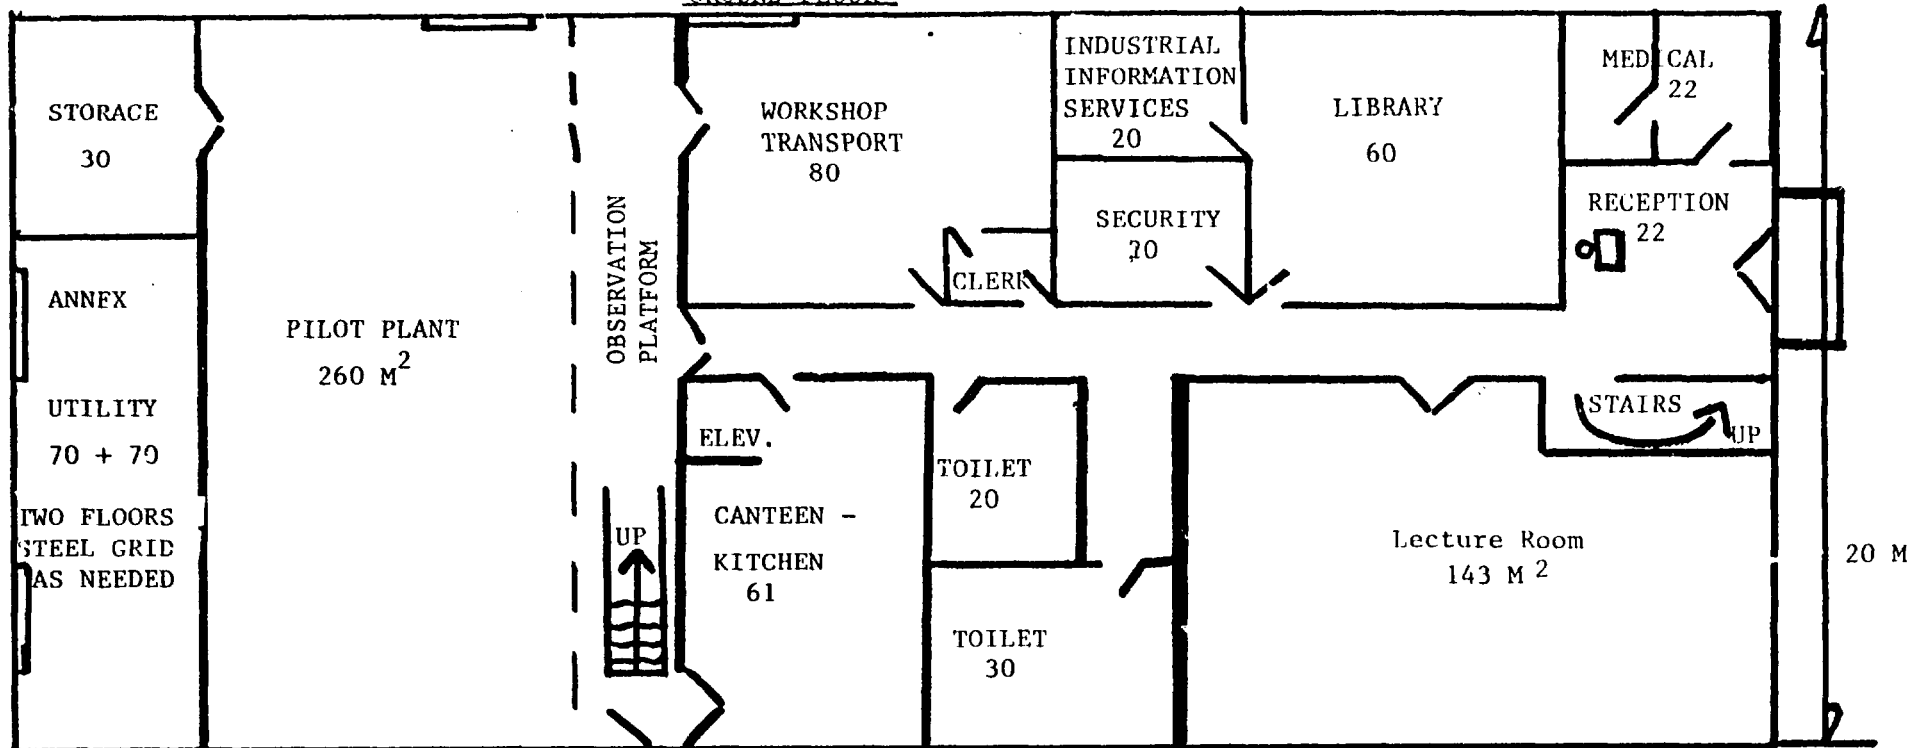 GROUND FLOOR
STORAGE
30
ANNEX
UTILITY
70 + 70
TWO FLOORS
STEEL GRID
AS NEEDED
PILOT PLANT
260 M²
OBSERVATION
PLATFORM
UP
WORKSHOP
TRANSPORT
80
CLERK
INDUSTRIAL
INFORMATION
SERVICES
20
SECURITY
20
LIBRARY
60
MEDICAL
22
RECEPTION
22
ELEV.
CANTEEN -
KITCHEN
61
TOILET
20
TOILET
30
STAIRS
UP
Lecture Room
143 M²
20 M